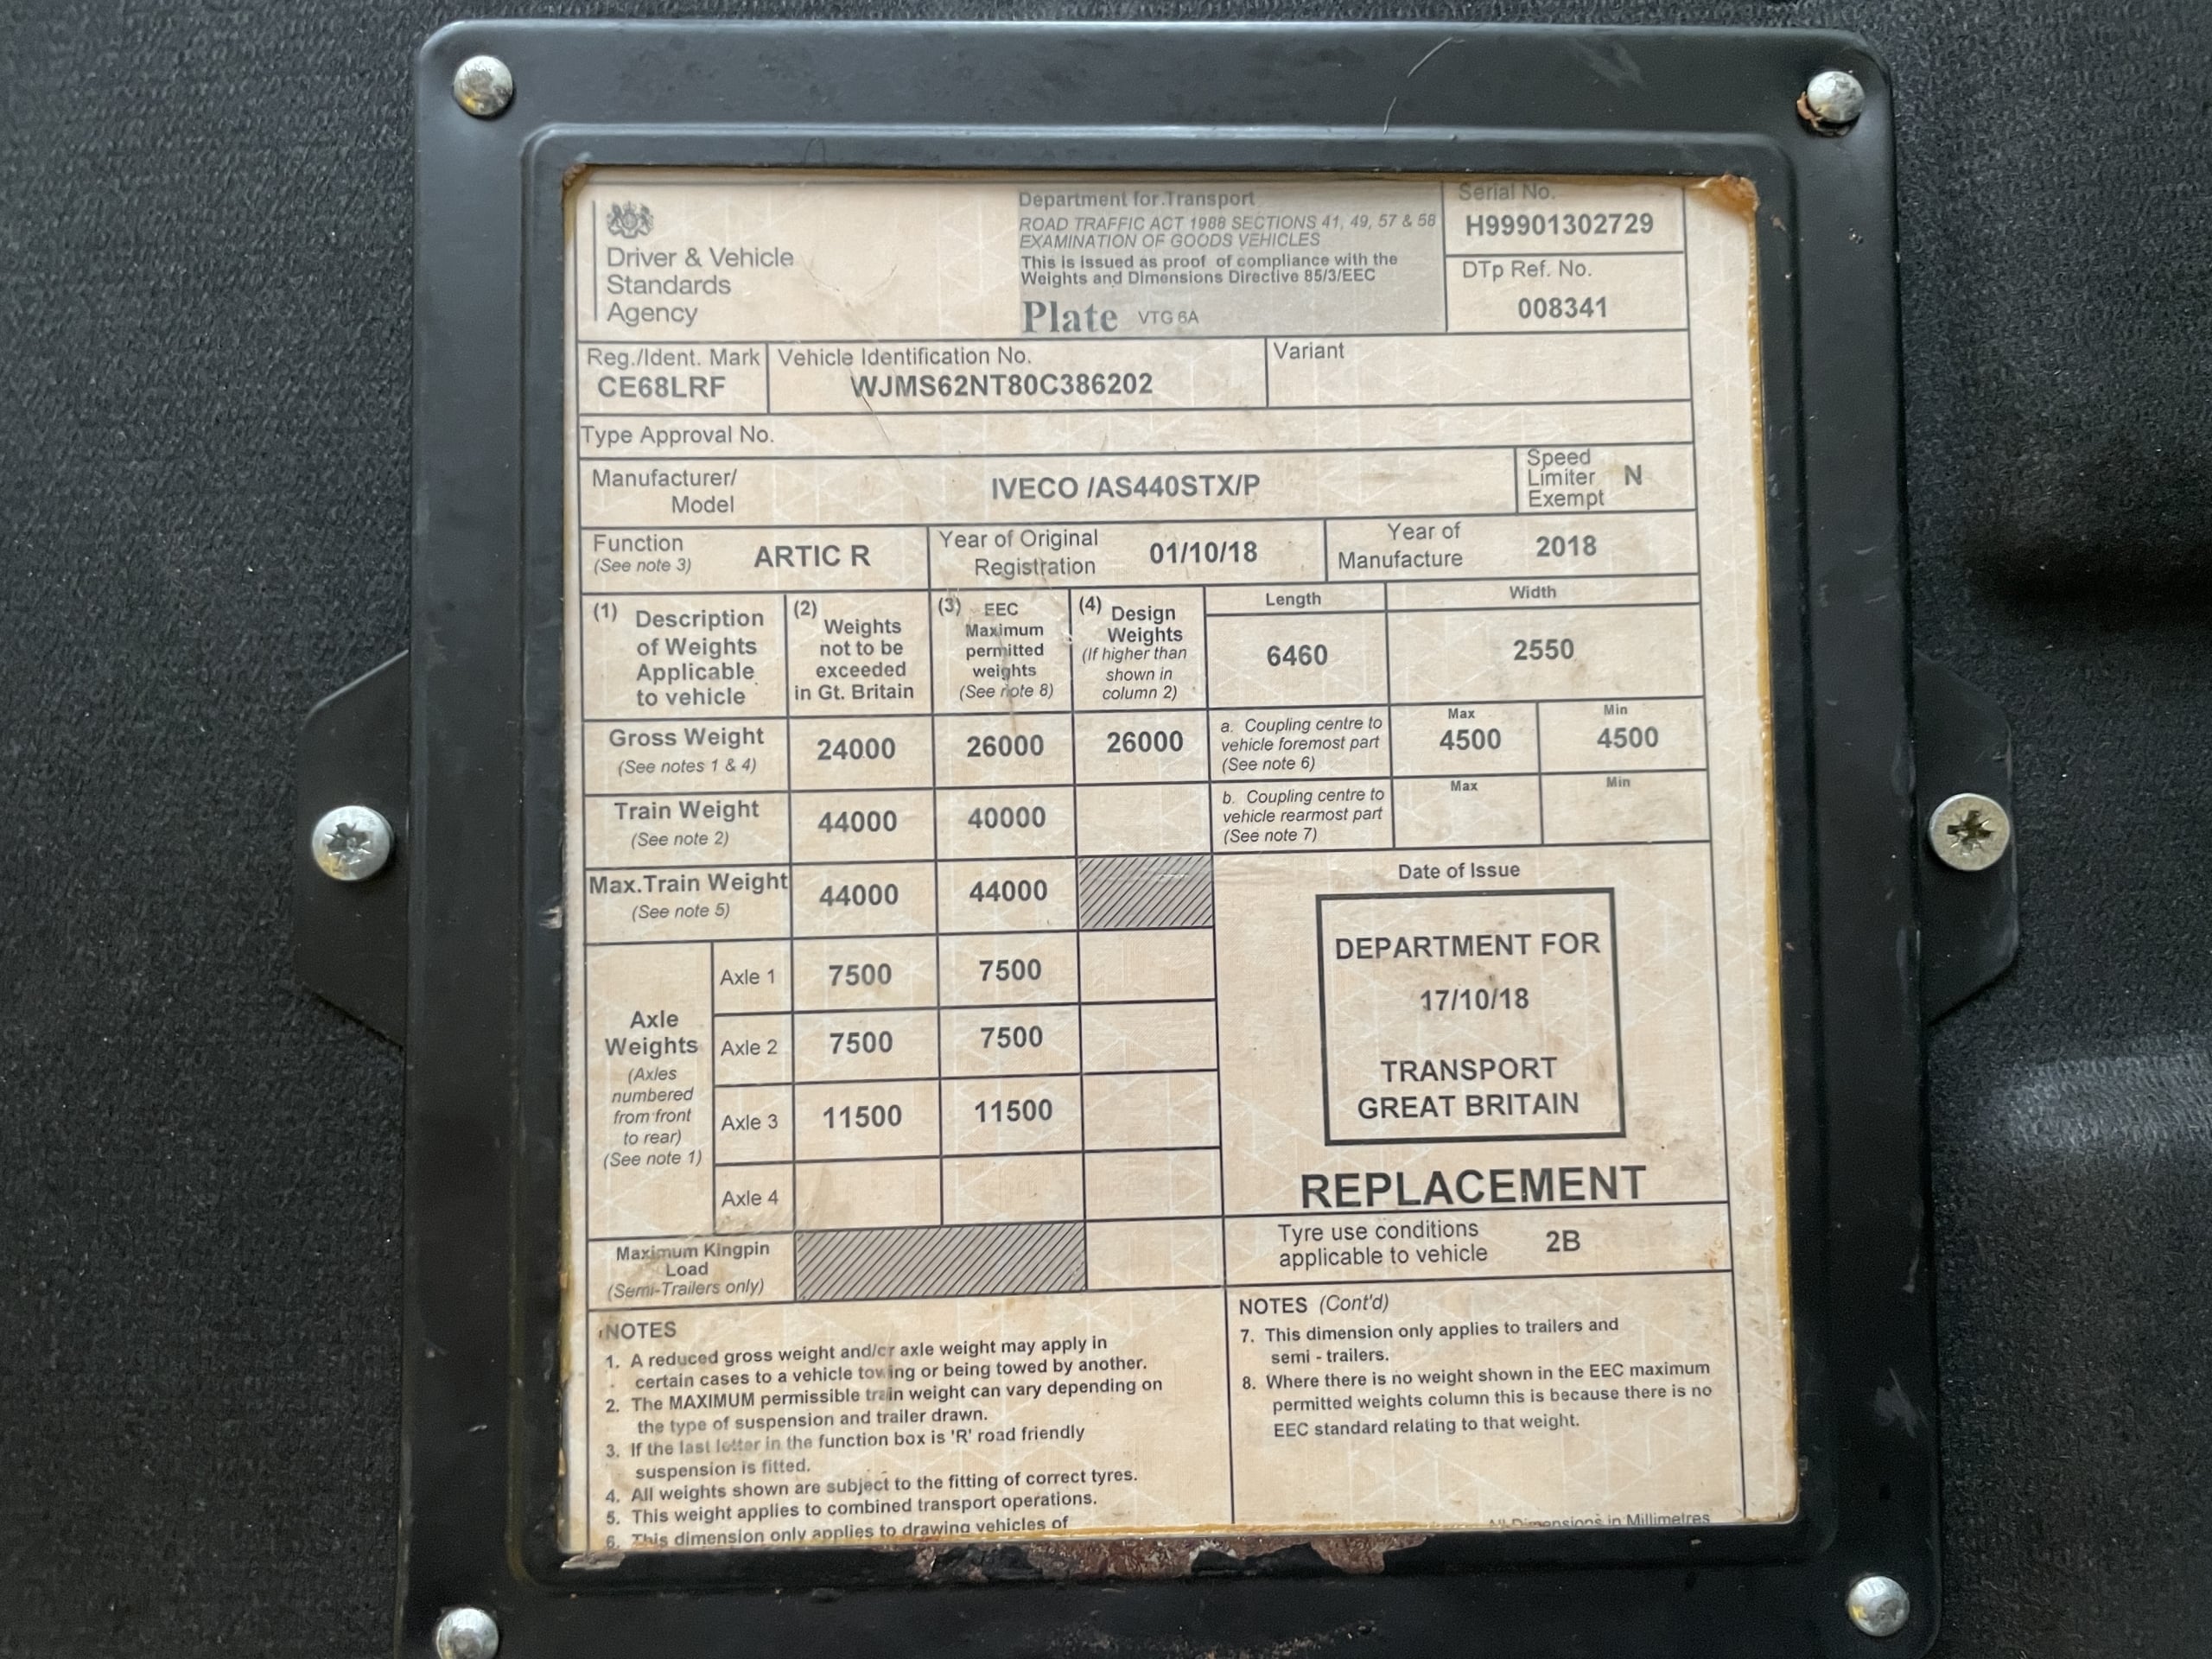 Driver & Vehicle
Standards
Agency
Department for Transport
ROAD TRAFFIC ACT 1988 SECTIONS 41, 49, 57 & 58
EXAMINATION OF GOODS VEHICLES
This is issued as proof of compliance with the
Weights and Dimensions Directive 85/3/EEC
Plate VTG 6A
Serial No.
H99901302729
DTp Ref. No.
008341
Reg./Ident. Mark
CE68LRF
Vehicle Identification No.
WJMS62NT80C386202
Variant
Type Approval No.
Manufacturer/
Model
IVECO /AS440STX/P
Speed
Limiter
Exempt
N
Function
(See note 3)
ARTIC R
Year of Original
Registration
01/10/18
Year of
Manufacture
2018
(1) Description
of Weights
Applicable
to vehicle
(2) Weights
not to be
exceeded
in Gt. Britain
(3) EEC
Maximum
permitted
weights
(See note 8)
(4) Design
Weights
(If higher than
shown in
column 2)
Length
6460
Width
2550
Gross Weight
(See notes 1 & 4)
24000
26000
26000
a. Coupling centre to
vehicle foremost part
(See note 6)
Max
4500
Min
4500
Train Weight
(See note 2)
44000
40000
b. Coupling centre to
vehicle rearmost part
(See note 7)
Max
Min
Max.Train Weight
(See note 5)
44000
44000
Axle
Weights
(Axles
numbered
from front
to rear)
(See note 1)
Axle 1
7500
7500
Axle 2
7500
7500
Axle 3
11500
11500
Axle 4
Maximum Kingpin
Load
(Semi-Trailers only)
Date of Issue
DEPARTMENT FOR
17/10/18
TRANSPORT
GREAT BRITAIN
REPLACEMENT
Tyre use conditions
applicable to vehicle
2B
NOTES
1. A reduced gross weight and/or axle weight may apply in
certain cases to a vehicle towing or being towed by another.
2. The MAXIMUM permissible train weight can vary depending on
the type of suspension and trailer drawn.
3. If the last letter in the function box is 'R' road friendly
suspension is fitted.
4. All weights shown are subject to the fitting of correct tyres.
5. This weight applies to combined transport operations.
6. This dimension only applies to drawing vehicles of
NOTES (Cont'd)
7. This dimension only applies to trailers and
semi - trailers.
8. Where there is no weight shown in the EEC maximum
permitted weights column this is because there is no
EEC standard relating to that weight.
All Dimensions in Millimetres